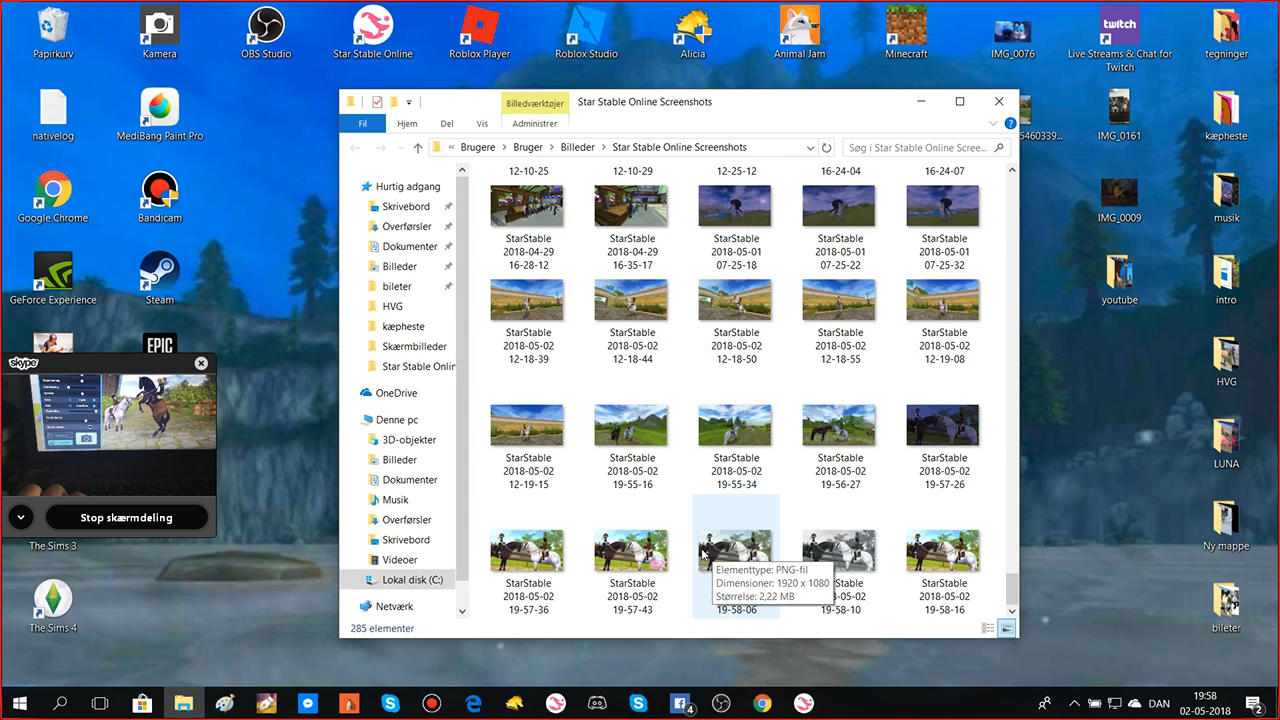 Papirkurv
Kamera
OBS Studio
Star Stable Online
Roblox Player
Roblox Studio
Alicia
Animal Jam
Minecraft
IMG_0076
twitch
Live Streams & Chat for
Twitch
tegninger
nativelog
MediBang Paint Pro
5460339...
IMG_0161
kæpheste
Google Chrome
Bandicam
IMG_0009
musik
GeForce Experience
Steam
youtube
intro
EPIC
HVG
LUNA
Ny mappe
bileter
The Sims 3
The Sims 4
skype
Stop skærmdeling
Billedværktøjer
Star Stable Online Screenshots
Fil
Hjem
Del
Vis
Administrer
« Brugere > Bruger > Billeder > Star Stable Online Screenshots
Søg i Star Stable Online Scree...
Hurtig adgang
Skrivebord
Overførsler
Dokumenter
Billeder
bileter
HVG
kæpheste
Skærmbilleder
Star Stable Onlin
OneDrive
Denne pc
3D-objekter
Billeder
Dokumenter
Musik
Overførsler
Skrivebord
Videoer
Lokal disk (C:)
Netværk
285 elementer
12-10-25
12-10-29
12-25-12
16-24-04
16-24-07
StarStable
2018-04-29
16-28-12
StarStable
2018-04-29
16-35-17
StarStable
2018-05-01
07-25-18
StarStable
2018-05-01
07-25-22
StarStable
2018-05-01
07-25-32
StarStable
2018-05-02
12-18-39
StarStable
2018-05-02
12-18-44
StarStable
2018-05-02
12-18-50
StarStable
2018-05-02
12-18-55
StarStable
2018-05-02
12-19-08
StarStable
2018-05-02
12-19-15
StarStable
2018-05-02
19-55-16
StarStable
2018-05-02
19-55-34
StarStable
2018-05-02
19-56-27
StarStable
2018-05-02
19-57-26
StarStable
2018-05-02
19-57-36
StarStable
2018-05-02
19-57-43
19-58-06
19-58-10
StarStable
2018-05-02
19-58-16
Elementtype: PNG-fil
Dimensioner: 1920 x 1080
Størrelse: 2,22 MB
4
DAN
19:58
02-05-2018
2